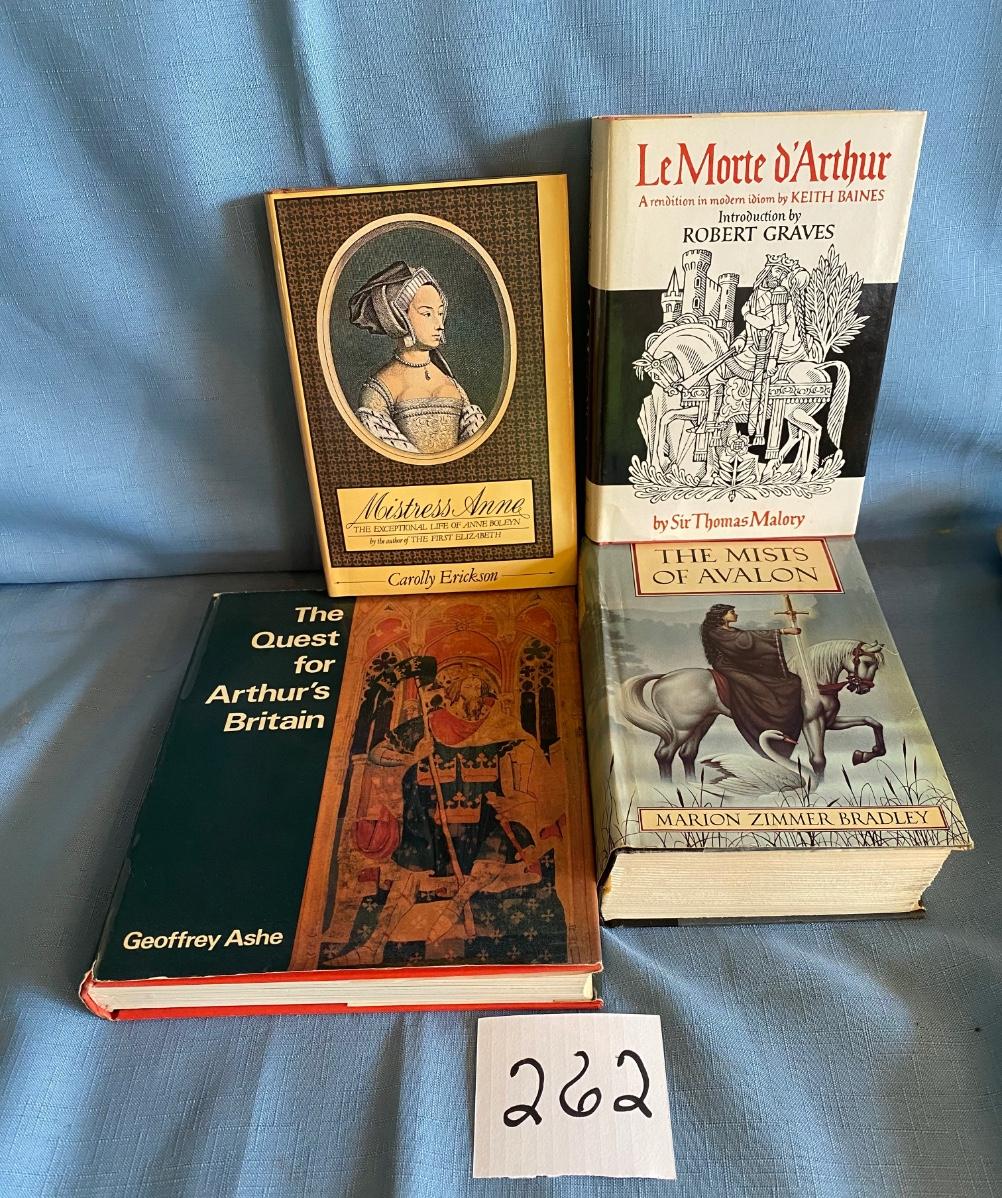 Le Morte d'Arthur
A rendition in modern idiom by KEITH BAINES
Introduction by
ROBERT GRAVES
by Sir Thomas Malory
Mistress Anne
THE EXCEPTIONAL LIFE OF ANNE BOLEYN
by the author of THE FIRST ELIZABETH
Carolly Erickson
THE MISTS
OF AVALON
MARION ZIMMER BRADLEY
The
Quest
for
Arthur's
Britain
Geoffrey Ashe
262